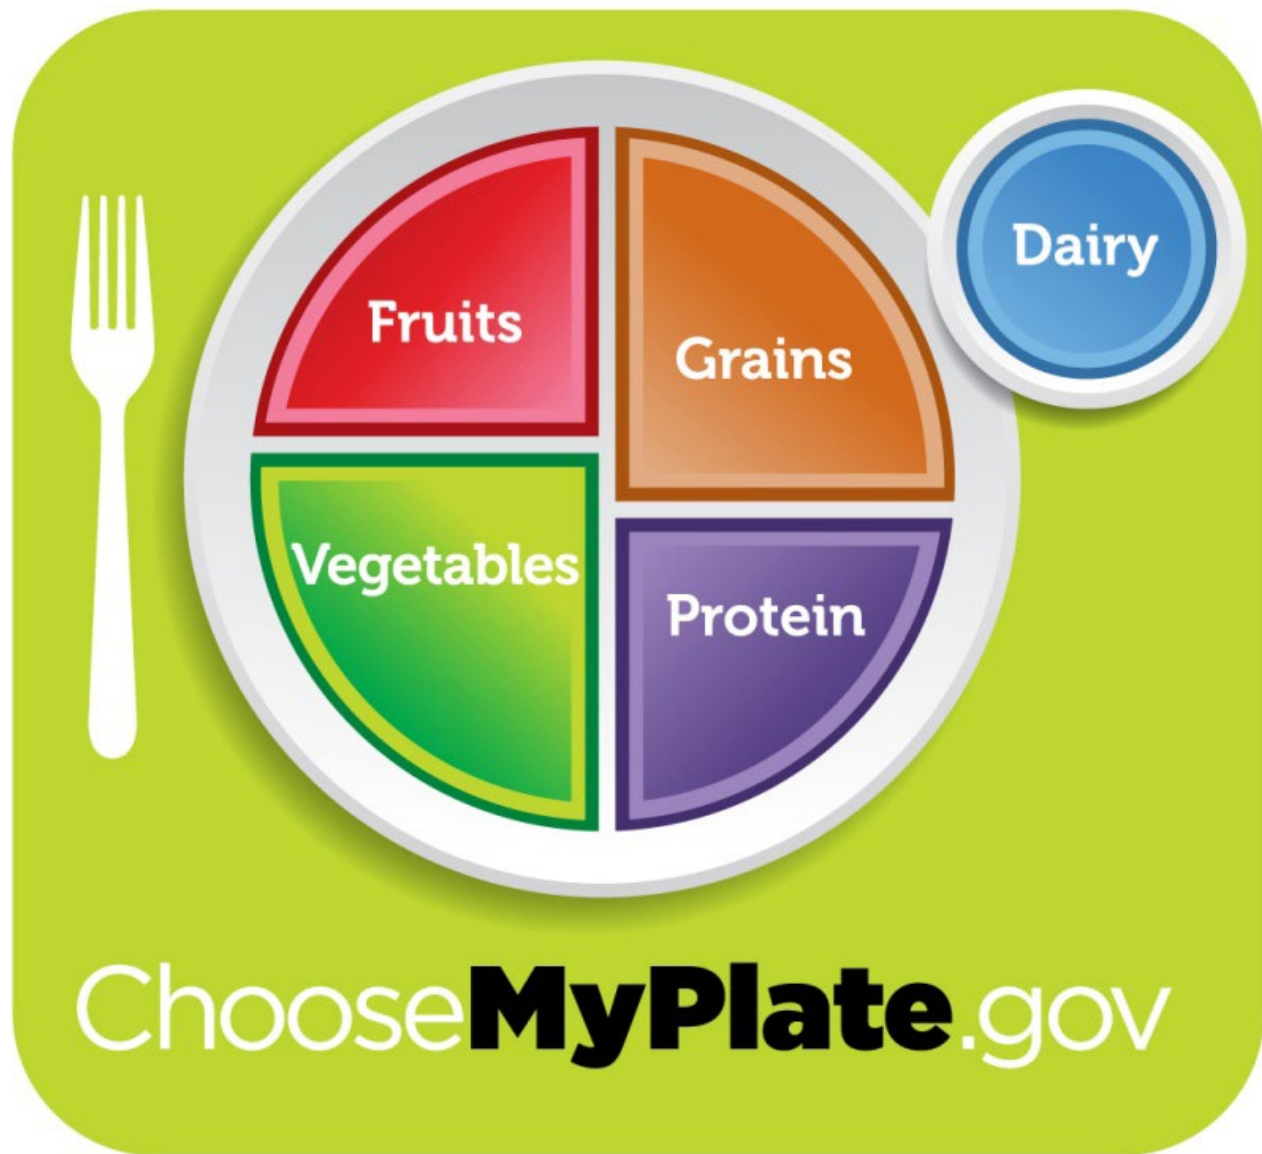 Fruits
Grains
Dairy
Vegetables
Protein
ChooseMyPlate.gov